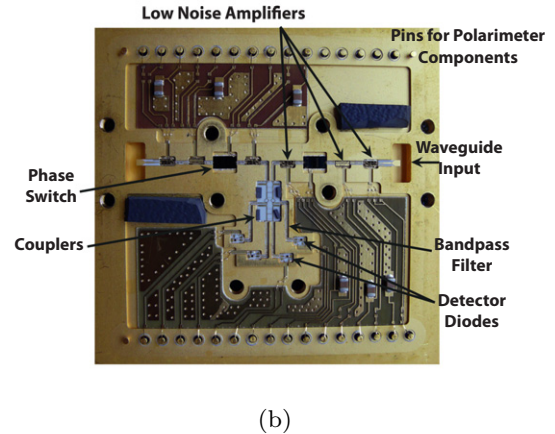 Low Noise Amplifiers
Pins for Polarimeter
Components
Phase
Switch
Waveguide
Input
Couplers
Bandpass
Filter
Detector
Diodes
(b)